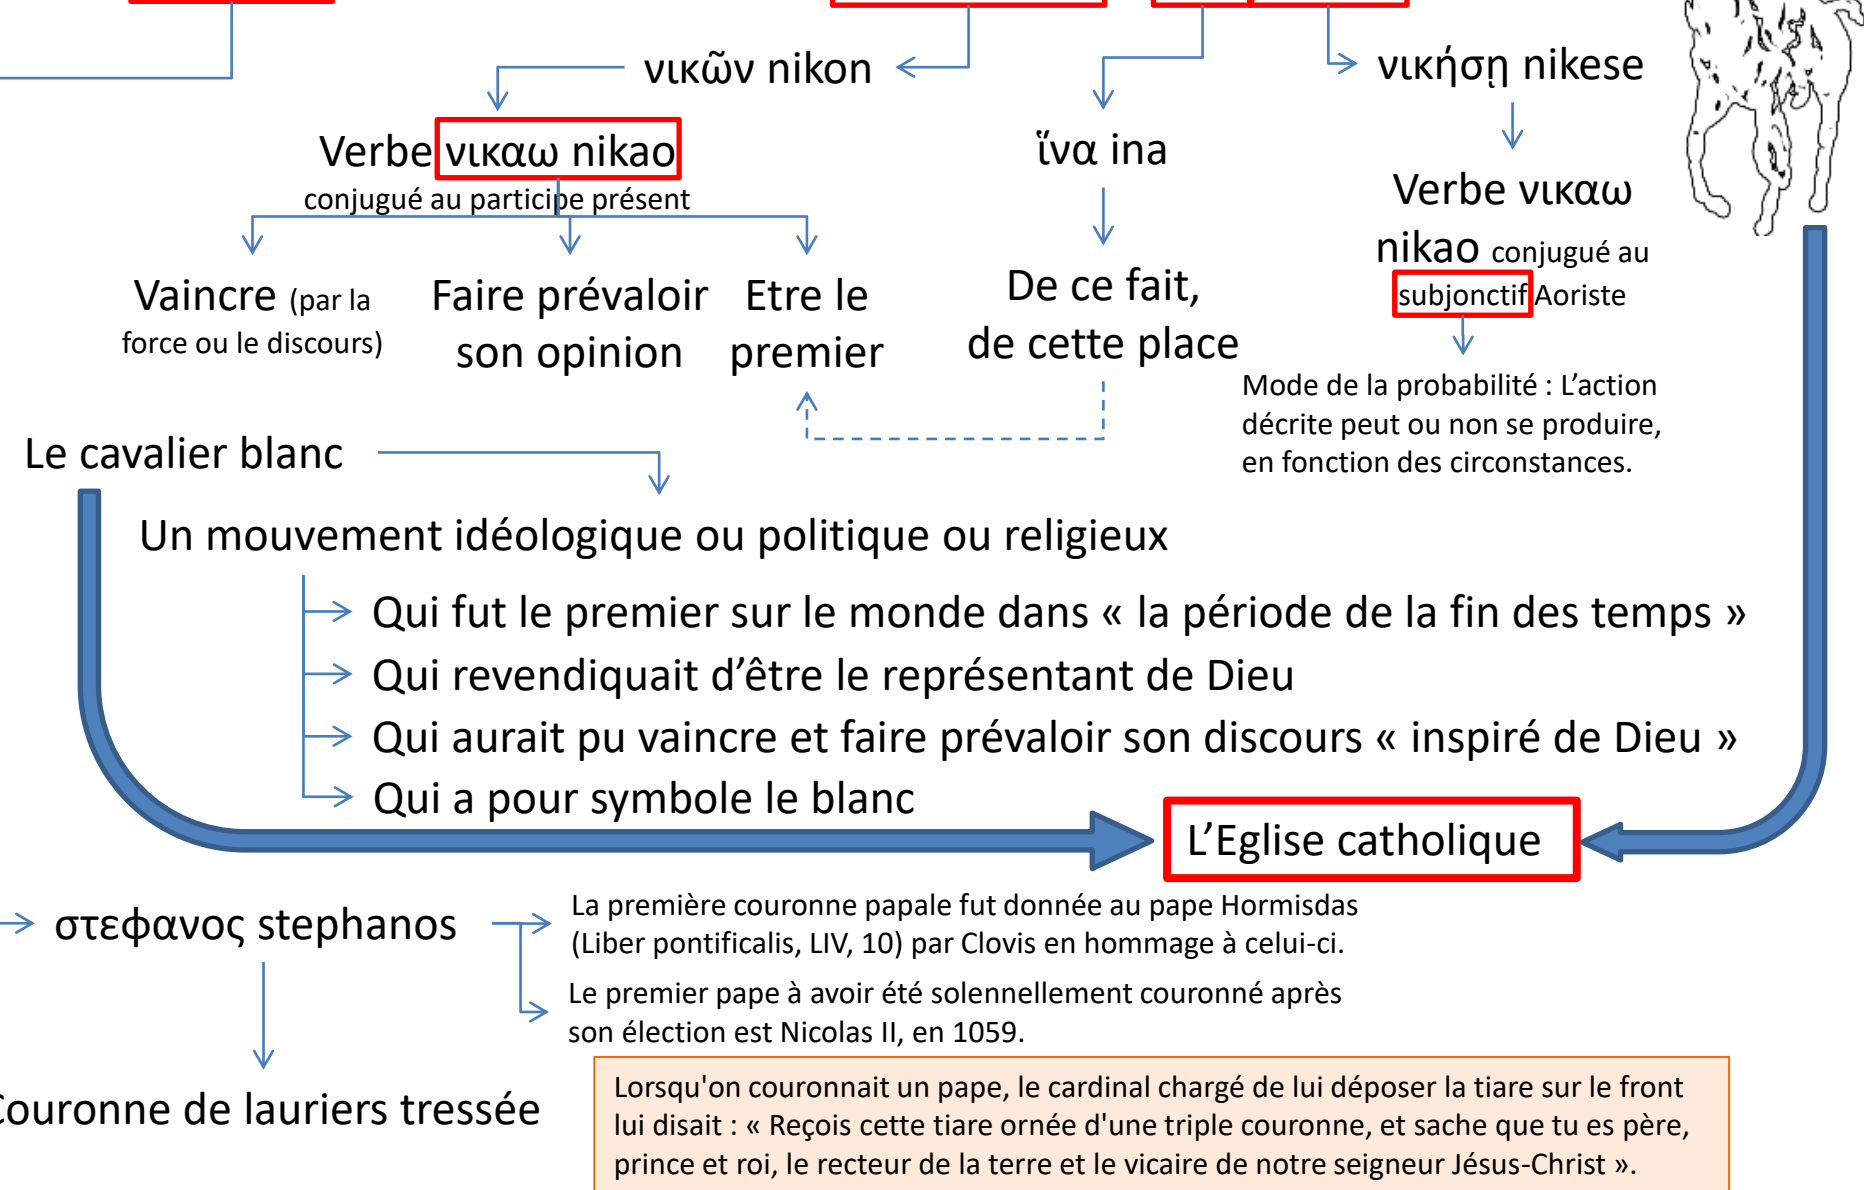 νικῶν nikon
νικήσῃ nikese
Verbe νικαω nikao
conjugué au participe présent
ἵνα ina
Verbe νικαω
nikao conjugué au
subjonctif Aoriste
Vaincre (par la
force ou le discours)
Faire prévaloir
son opinion
Etre le
premier
De ce fait,
de cette place
Mode de la probabilité : L'action
décrite peut ou non se produire,
en fonction des circonstances.
Le cavalier blanc
Un mouvement idéologique ou politique ou religieux
Qui fut le premier sur le monde dans « la période de la fin des temps »
Qui revendiquait d'être le représentant de Dieu
Qui aurait pu vaincre et faire prévaloir son discours « inspiré de Dieu »
Qui a pour symbole le blanc
L'Eglise catholique
στεφανος stephanos
La première couronne papale fut donnée au pape Hormisdas
(Liber pontificalis, LIV, 10) par Clovis en hommage à celui-ci.
Le premier pape à avoir été solennellement couronné après
son élection est Nicolas II, en 1059.
Couronne de lauriers tressée
Lorsqu'on couronnait un pape, le cardinal chargé de lui déposer la tiare sur le front
lui disait : « Reçois cette tiare ornée d'une triple couronne, et sache que tu es père,
prince et roi, le recteur de la terre et le vicaire de notre seigneur Jésus-Christ ».